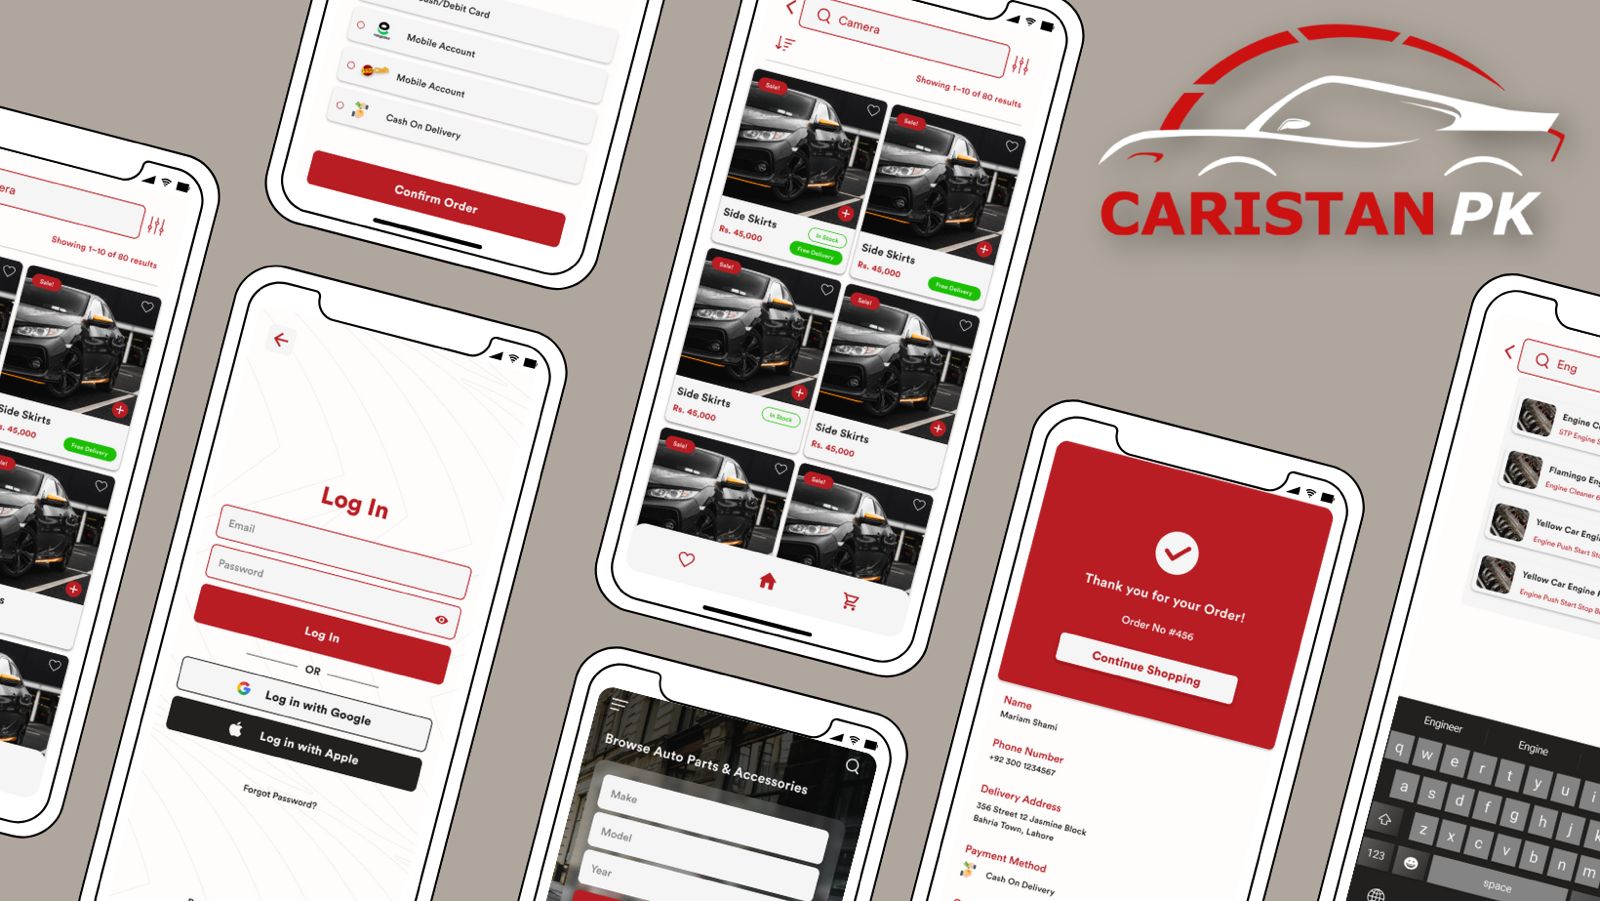 CARISTAN PK
era
Showing 1–10 of 80 results
Sale!
Side Skirts
Rs. 45,000
Free Delivery
Debit Card
Mobile Account
Mobile Account
Cash On Delivery
Confirm Order
Log In
Email
Password
Log In
OR
Log in with Google
Log in with Apple
Forgot Password?
Camera
Showing 1–10 of 80 results
Sale!
Sale!
Side Skirts
Rs. 45,000
In Stock
Free Delivery
Side Skirts
Rs. 45,000
Free Delivery
Sale!
Sale!
Side Skirts
Rs. 45,000
In Stock
Side Skirts
Rs. 45,000
Sale!
Sale!
Browse Auto Parts & Accessories
Make
Model
Year
Thank you for your Order!
Order No #456
Continue Shopping
Name
Mariam Shami
Phone Number
+92 300 1234567
Delivery Address
356 Street 12 Jasmine Block
Bahria Town, Lahore
Payment Method
Cash On Delivery
Eng
Engine C
STP Engine S
Flamingo Eng
Engine Cleaner 6
Yellow Car Engi
Engine Push Start Sto
Yellow Car Engine
Engine Push Start Stop B
Engineer
Engine
q w e r t y u i
a s d f g h j k
z x c v b n m
123
space